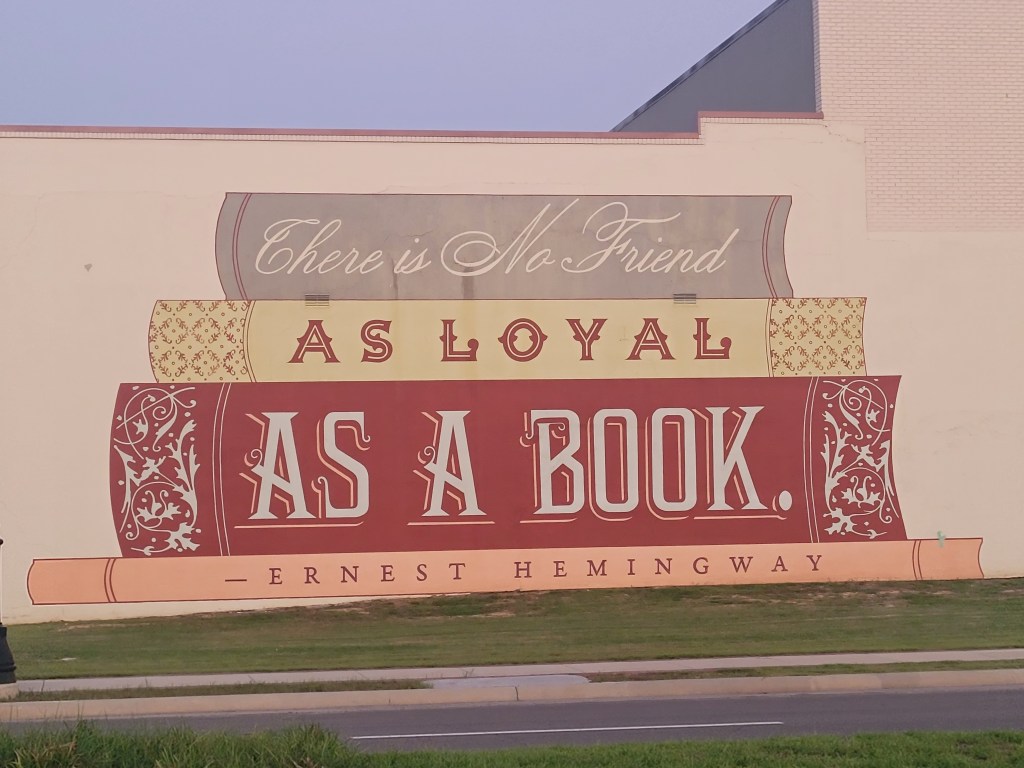 There is No Friend
AS LOYAL
AS A BOOK.
— ERNEST HEMINGWAY